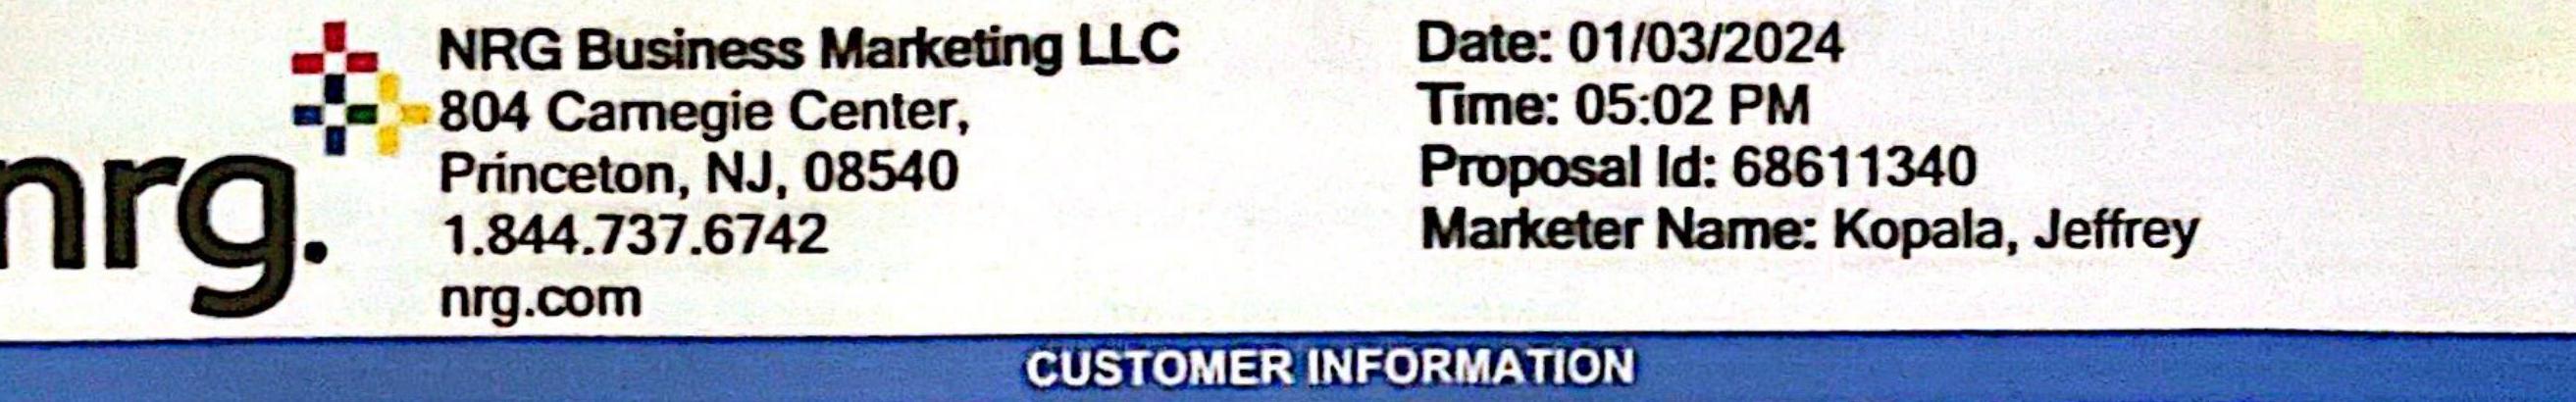 nrg.
NRG Business Marketing LLC
804 Carnegie Center,
Princeton, NJ, 08540
1.844.737.6742
nrg.com
Date: 01/03/2024
Time: 05:02 PM
Proposal Id: 68611340
Marketer Name: Kopala, Jeffrey
CUSTOMER INFORMATION